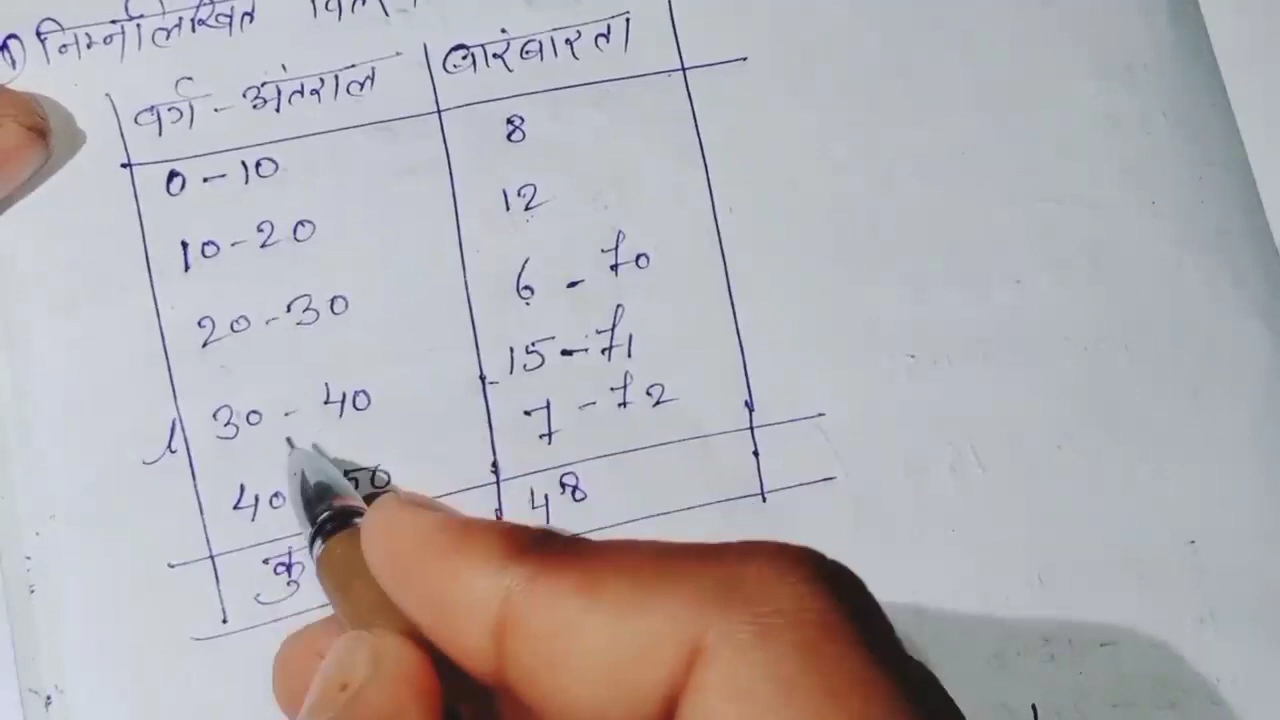 निम्नलिखित
वर्ग - अंतराल बारंबारता
0 - 10 8
10 - 20 12
20 - 30 6 - f0
30 - 40 15 - f1
40 50 7 - f2
कु 48